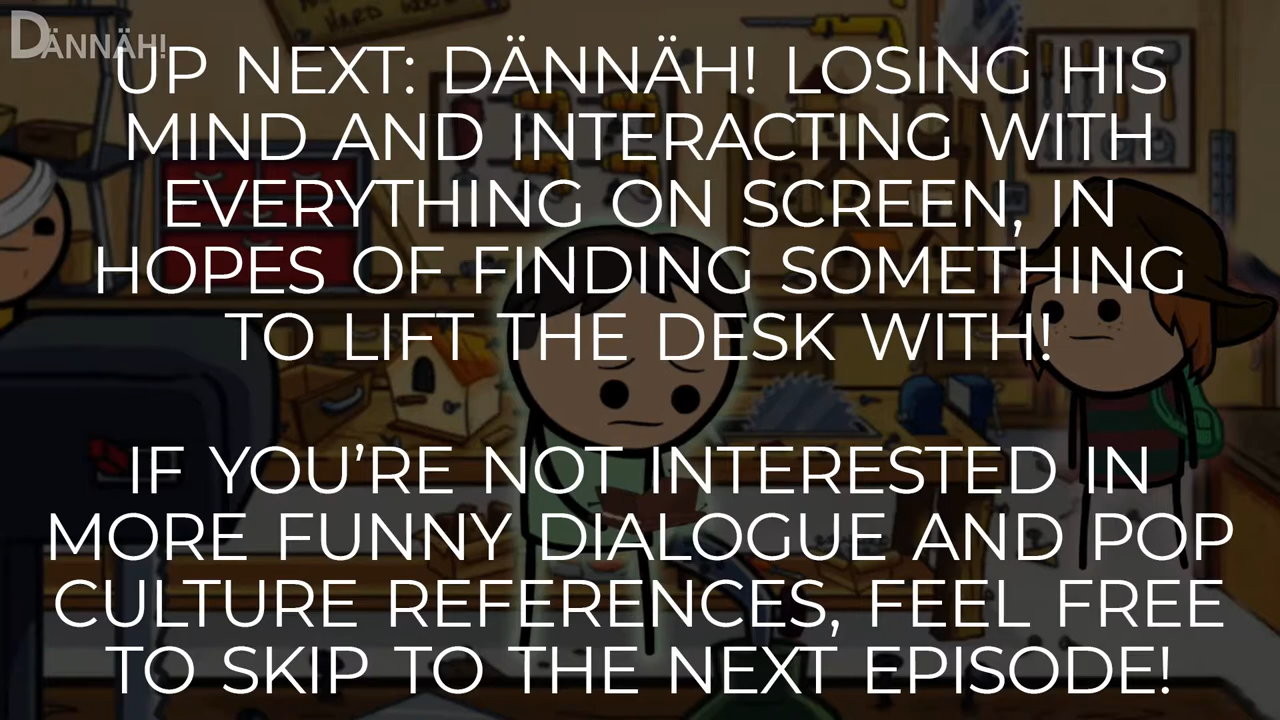 DÄNNÄH!
HARD WOOD
UP NEXT: DÄNNÄH! LOSING HIS
MIND AND INTERACTING WITH
EVERYTHING ON SCREEN, IN
HOPES OF FINDING SOMETHING
TO LIFT THE DESK WITH!
IF YOU’RE NOT INTERESTED IN
MORE FUNNY DIALOGUE AND POP
CULTURE REFERENCES, FEEL FREE
TO SKIP TO THE NEXT EPISODE!